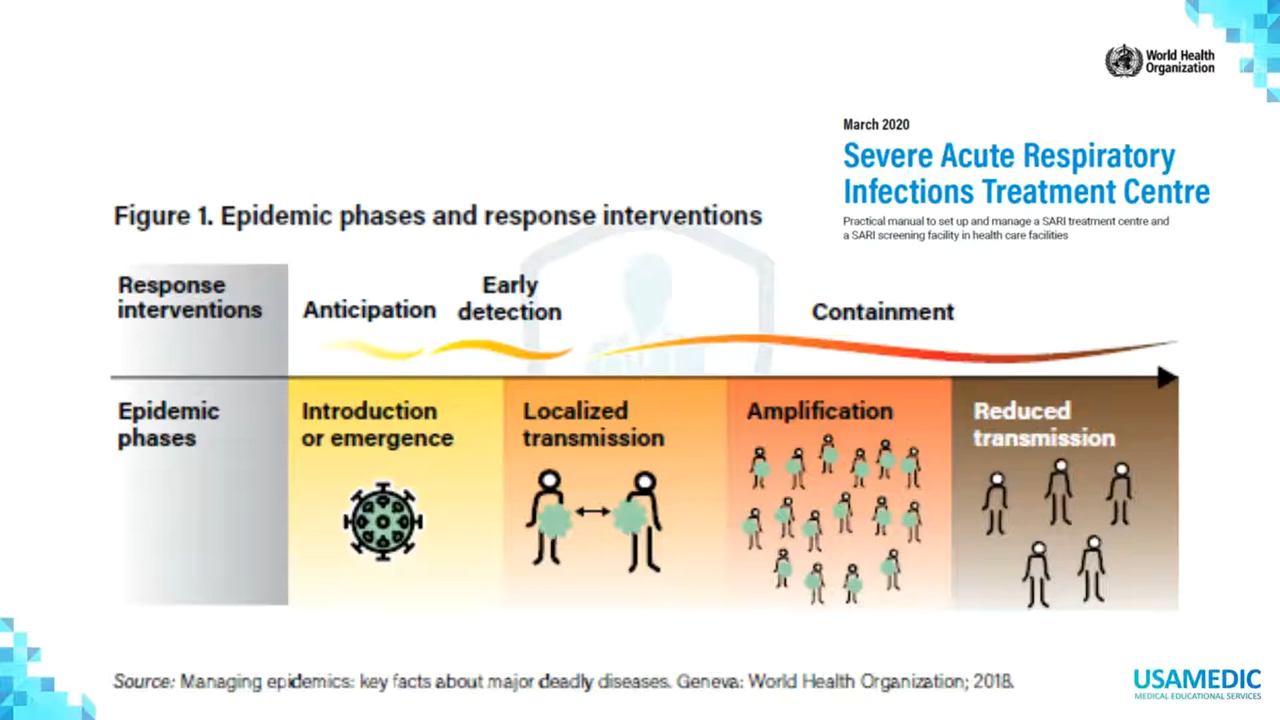 World Health
Organization
March 2020
Severe Acute Respiratory
Infections Treatment Centre
Practical manual to set up and manage a SARI treatment centre and
a SARI screening facility in health care facilities
Figure 1. Epidemic phases and response interventions
Response
interventions
Anticipation
Early
detection
Containment
Epidemic
phases
Introduction
or emergence
Localized
transmission
Amplification
Reduced
transmission
Source: Managing epidemics: key facts about major deadly diseases. Geneva: World Health Organization; 2018.
USAMEDIC
MEDICAL EDUCATIONAL SERVICES